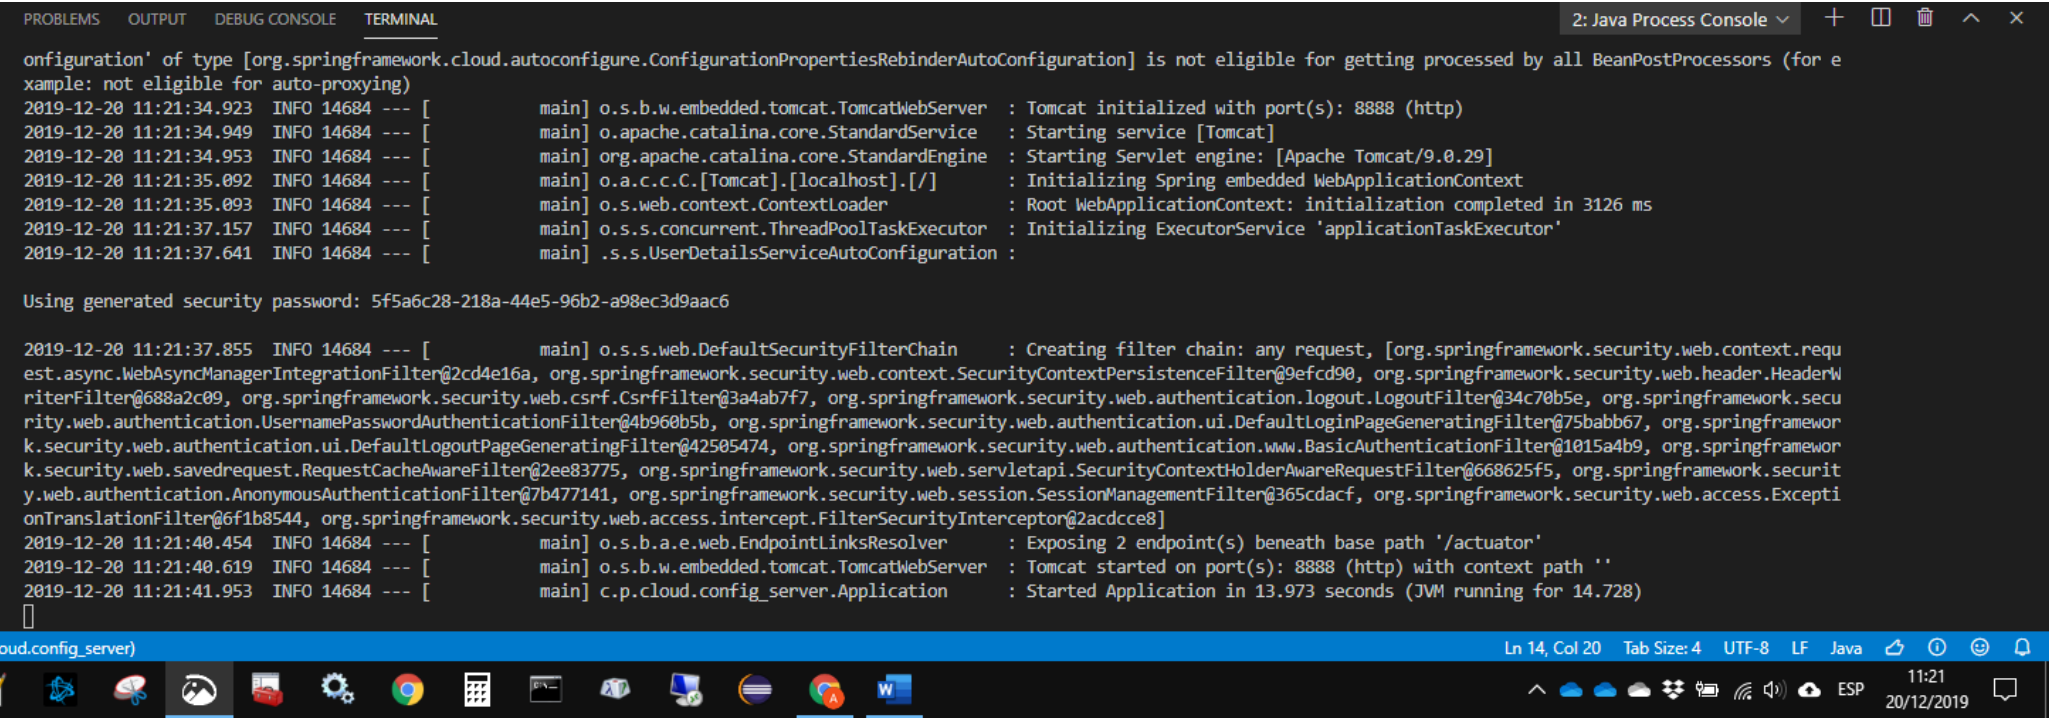 PROBLEMS OUTPUT DEBUG CONSOLE TERMINAL 2: Java Process Console
onfiguration' of type [org.springframework.cloud.autoconfigure.ConfigurationPropertiesRebinderAutoConfiguration] is not eligible for getting processed by all BeanPostProcessors (for e
xample: not eligible for auto-proxying)
2019-12-20 11:21:34.923  INFO 14684 --- [           main] o.s.b.w.embedded.tomcat.TomcatWebServer  : Tomcat initialized with port(s): 8888 (http)
2019-12-20 11:21:34.949  INFO 14684 --- [           main] o.apache.catalina.core.StandardService   : Starting service [Tomcat]
2019-12-20 11:21:34.953  INFO 14684 --- [           main] org.apache.catalina.core.StandardEngine  : Starting Servlet engine: [Apache Tomcat/9.0.29]
2019-12-20 11:21:35.092  INFO 14684 --- [           main] o.a.c.c.C.[Tomcat].[localhost].[/]       : Initializing Spring embedded WebApplicationContext
2019-12-20 11:21:35.093  INFO 14684 --- [           main] o.s.web.context.ContextLoader            : Root WebApplicationContext: initialization completed in 3126 ms
2019-12-20 11:21:37.157  INFO 14684 --- [           main] o.s.s.concurrent.ThreadPoolTaskExecutor  : Initializing ExecutorService 'applicationTaskExecutor'
2019-12-20 11:21:37.641  INFO 14684 --- [           main] .s.s.UserDetailsServiceAutoConfiguration :
Using generated security password: 5f5a6c28-218a-44e5-96b2-a98ec3d9aac6
2019-12-20 11:21:37.855  INFO 14684 --- [           main] o.s.s.web.DefaultSecurityFilterChain     : Creating filter chain: any request, [org.springframework.security.web.context.requ
est.async.WebAsyncManagerIntegrationFilter@2cd4e16a, org.springframework.security.web.context.SecurityContextPersistenceFilter@9efcd90, org.springframework.security.web.header.HeaderW
riterFilter@688a2c09, org.springframework.security.web.csrf.CsrfFilter@3a4ab7f7, org.springframework.security.web.authentication.logout.LogoutFilter@34c70b5e, org.springframework.secu
rity.web.authentication.UsernamePasswordAuthenticationFilter@4b960b5b, org.springframework.security.web.authentication.ui.DefaultLoginPageGeneratingFilter@75babb67, org.springframewor
k.security.web.authentication.ui.DefaultLogoutPageGeneratingFilter@42505474, org.springframework.security.web.authentication.www.BasicAuthenticationFilter@1015a4b9, org.springframewor
k.security.web.savedrequest.RequestCacheAwareFilter@2ee83775, org.springframework.security.web.servletapi.SecurityContextHolderAwareRequestFilter@668625f5, org.springframework.securit
y.web.authentication.AnonymousAuthenticationFilter@7b477141, org.springframework.security.web.session.SessionManagementFilter@365cdacf, org.springframework.security.web.access.Excepti
onTranslationFilter@6f1b8544, org.springframework.security.web.access.intercept.FilterSecurityInterceptor@2acdcce8]
2019-12-20 11:21:40.454  INFO 14684 --- [           main] o.s.b.a.e.web.EndpointLinksResolver      : Exposing 2 endpoint(s) beneath base path '/actuator'
2019-12-20 11:21:40.619  INFO 14684 --- [           main] o.s.b.w.embedded.tomcat.TomcatWebServer  : Tomcat started on port(s): 8888 (http) with context path ''
2019-12-20 11:21:41.953  INFO 14684 --- [           main] c.p.cloud.config_server.Application      : Started Application in 13.973 seconds (JVM running for 14.728)
oud.config_server) Ln 14, Col 20 Tab Size: 4 UTF-8 LF Java
ESP 11:21
20/12/2019